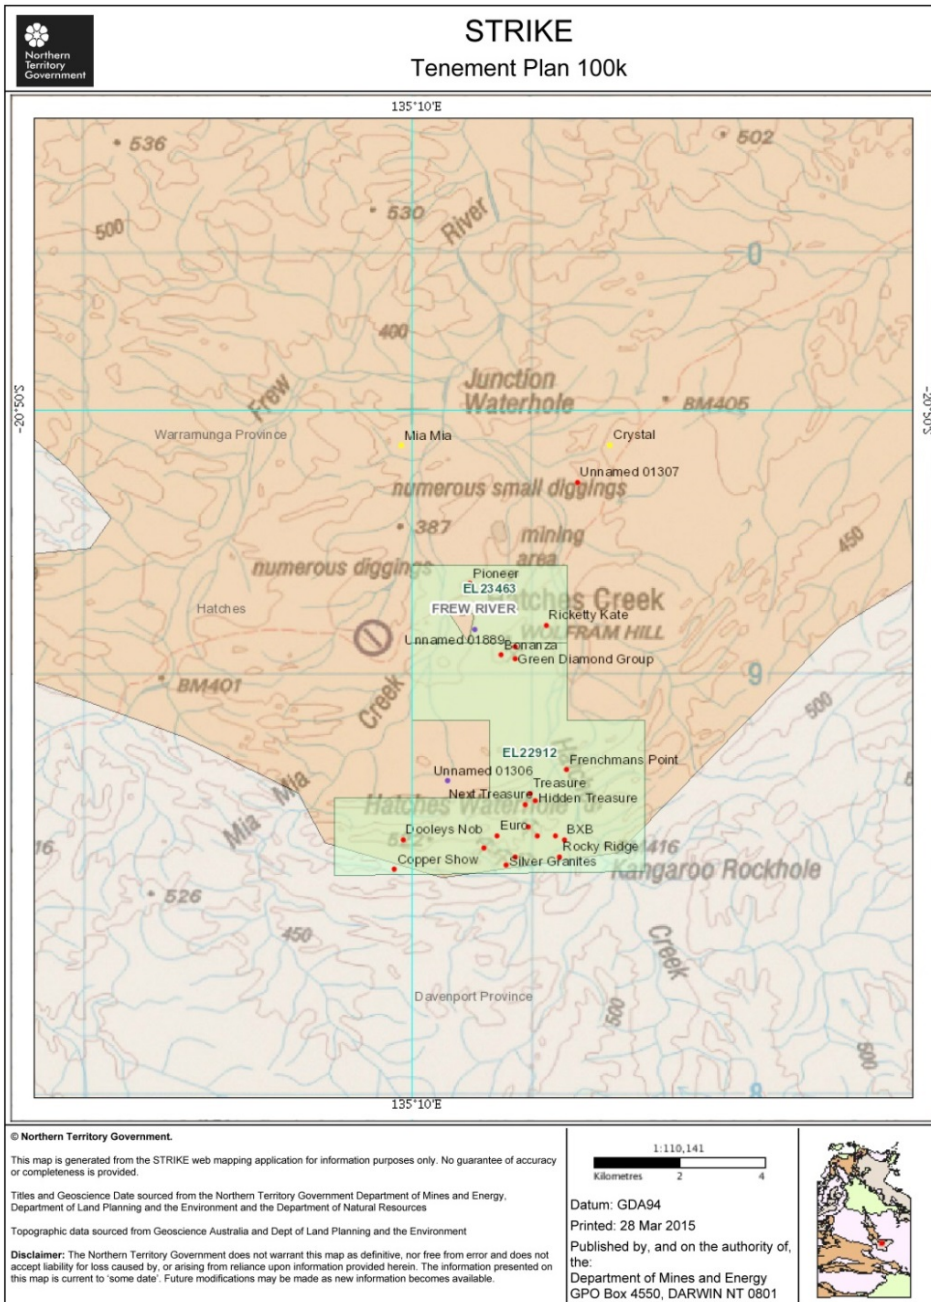 Northern
Territory
Government
STRIKE
Tenement Plan 100k
135°10'E
536
502
530
500
River
0
400
Junction
Waterhole
Frew
-20°50'S
-20°50'S
BM405
Warramunga Province
Mia Mia
Crystal
Unnamed 01307
numerous small diggings
387
mining
area
450
numerous diggings
Pioneer
EL23463
Hatches Creek
FREW RIVER
Hatches
Ricketty Kate
WOLFRAM HILL
Unnamed 01889
Bonanza
Green Diamond Group
9
BM401
Creek
500
EL22912
Frenchmans Point
Unnamed 01306
Treasure
Next Treasure
Hidden Treasure
Mia Mia
Hatches Waterhole
Dooleys Nob
Euro
BXB
Rocky Ridge
416
16
Copper Show
Silver Granites
Kangaroo Rockhole
526
450
Creek
Davenport Province
500
500
8
135°10'E
© Northern Territory Government.
This map is generated from the STRIKE web mapping application for information purposes only. No guarantee of accuracy
or completeness is provided.
Titles and Geoscience Date sourced from the Northern Territory Government Department of Mines and Energy,
Department of Land Planning and the Environment and the Department of Natural Resources
Topographic data sourced from Geoscience Australia and Dept of Land Planning and the Environment
Disclaimer: The Northern Territory Government does not warrant this map as definitive, nor free from error and does not
accept liability for loss caused by, or arising from reliance upon information provided herein. The information presented on
this map is current to 'some date'. Future modifications may be made as new information becomes available.
1:110,141
Kilometres 2 4
Datum: GDA94
Printed: 28 Mar 2015
Published by, and on the authority of,
the:
Department of Mines and Energy
GPO Box 4550, DARWIN NT 0801